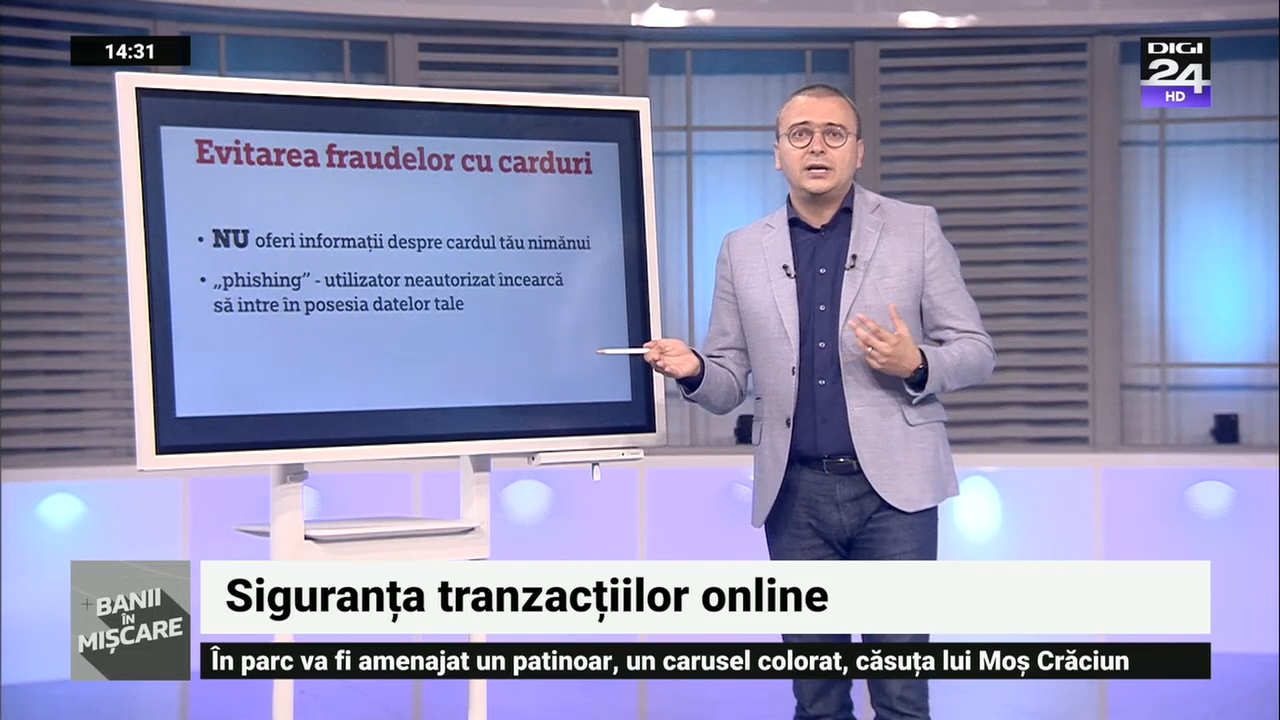 14:31
DIGI
24
HD
Evitarea fraudelor cu carduri
• NU oferi informații despre cardul tău nimănui
• „phishing” - utilizator neautorizat încearcă
să intre în posesia datelor tale
+ BANII
ÎN
MIȘCARE
Siguranța tranzacțiilor online
În parc va fi amenajat un patinoar, un carusel colorat, căsuța lui Moș Crăciun